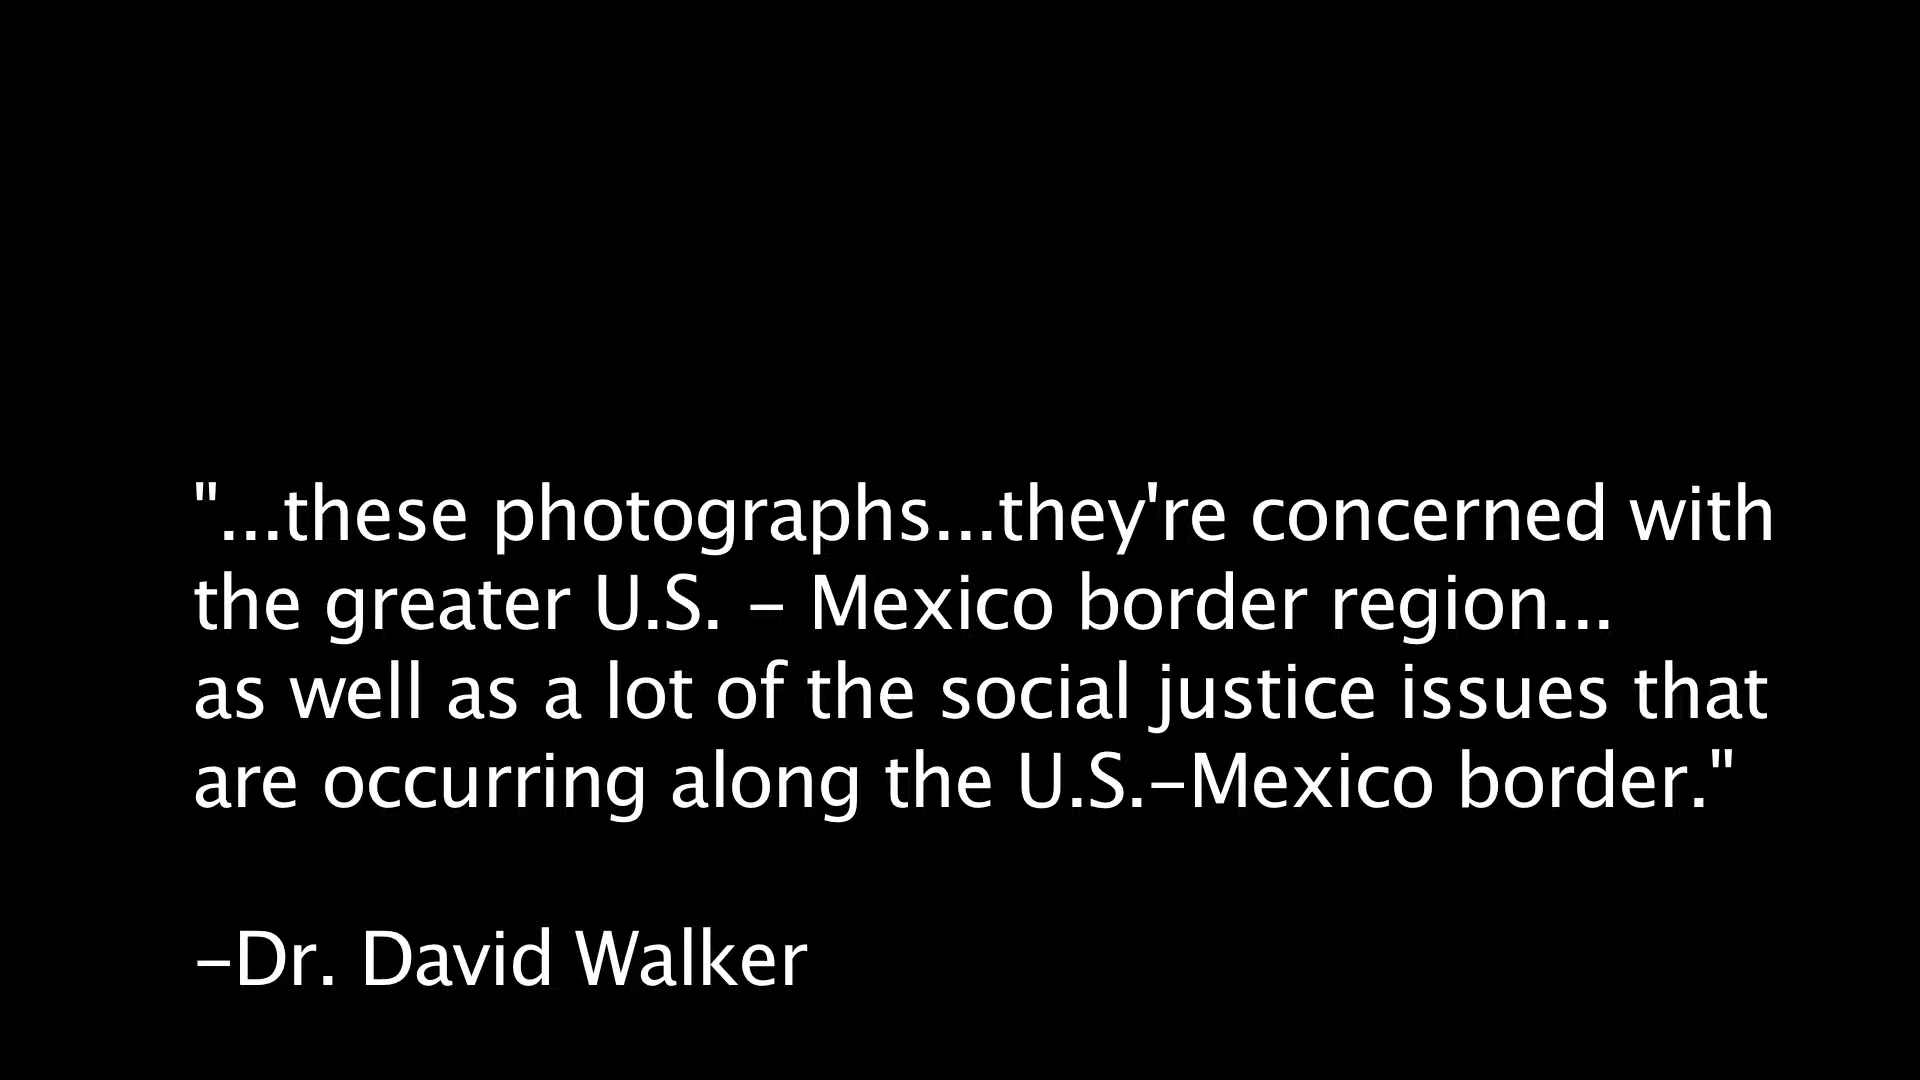 "...these photographs...they're concerned with
the greater U.S. - Mexico border region...
as well as a lot of the social justice issues that
are occurring along the U.S.-Mexico border."
-Dr. David Walker